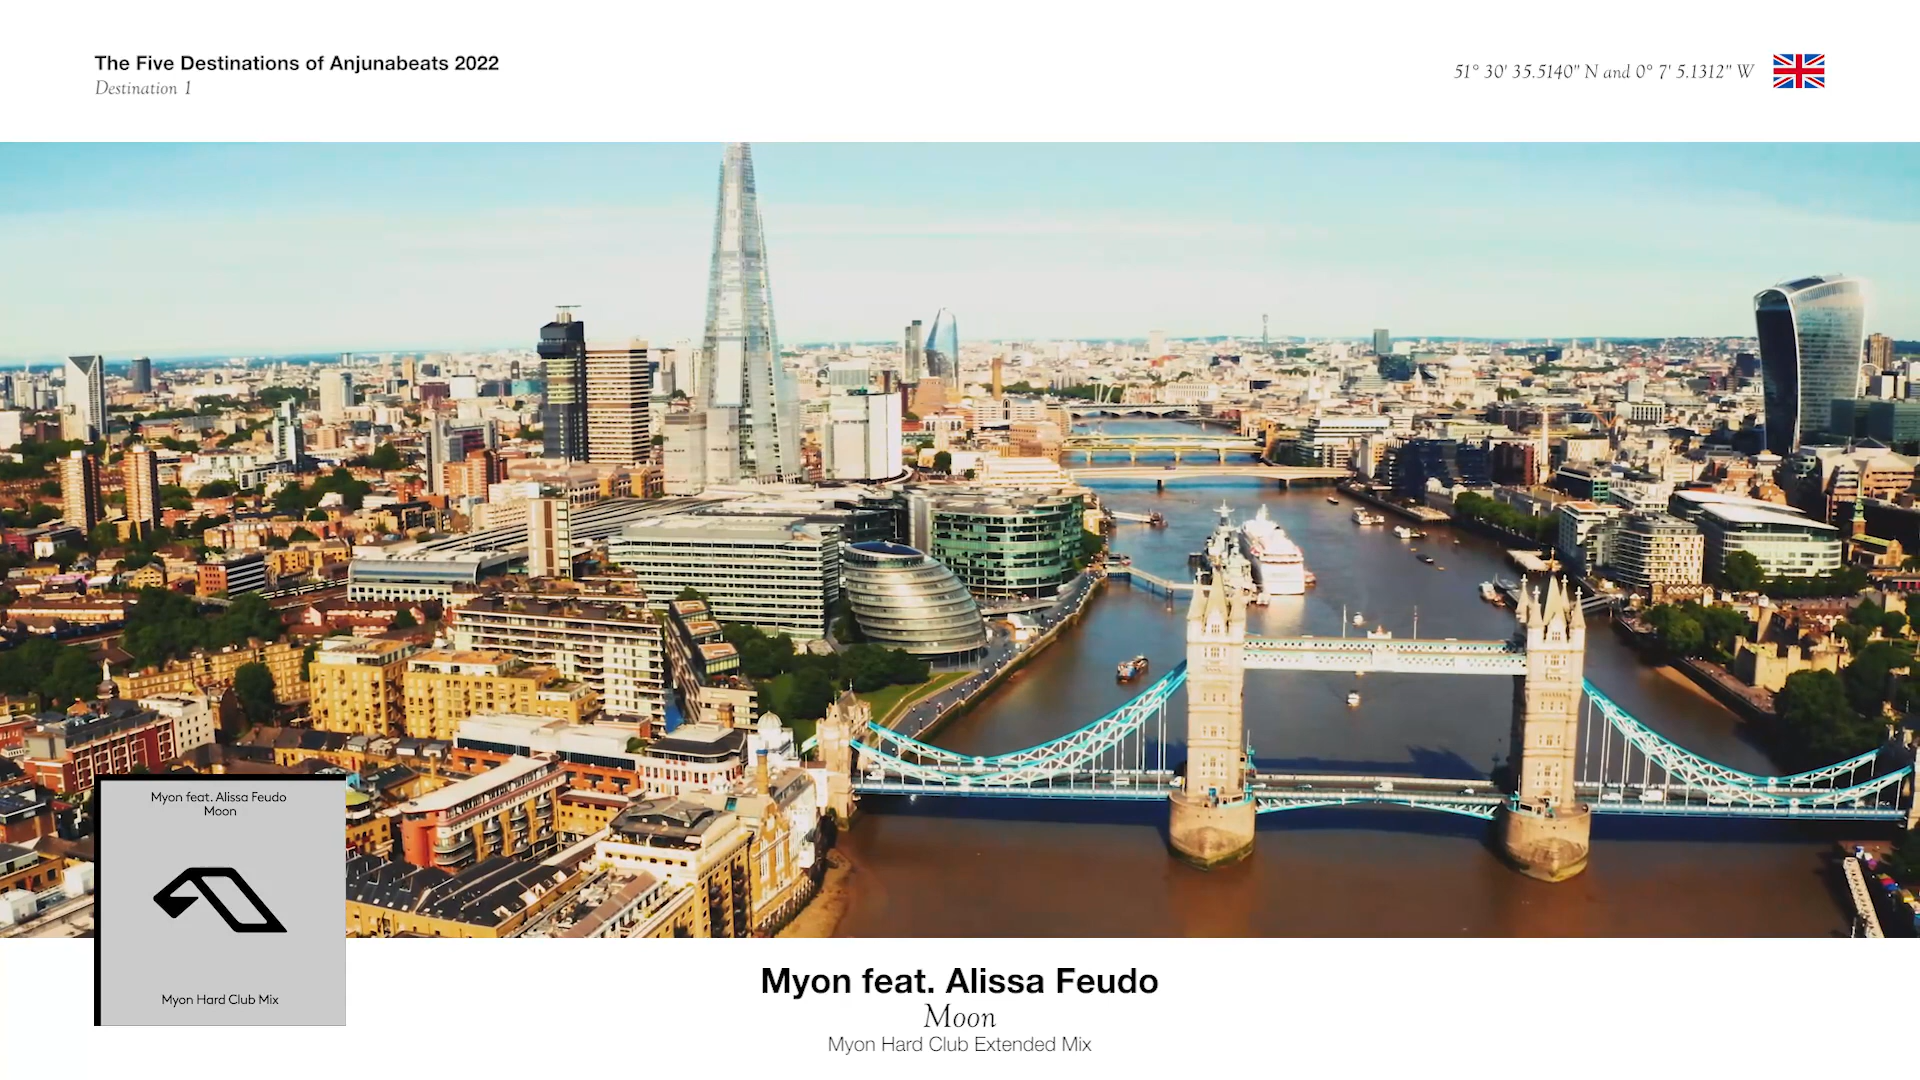 The Five Destinations of Anjunabeats 2022
Destination 1
51° 30' 35.5140" N and 0° 7' 5.1312" W
Myon feat. Alissa Feudo
Moon
Myon Hard Club Mix
Myon feat. Alissa Feudo
Moon
Myon Hard Club Extended Mix